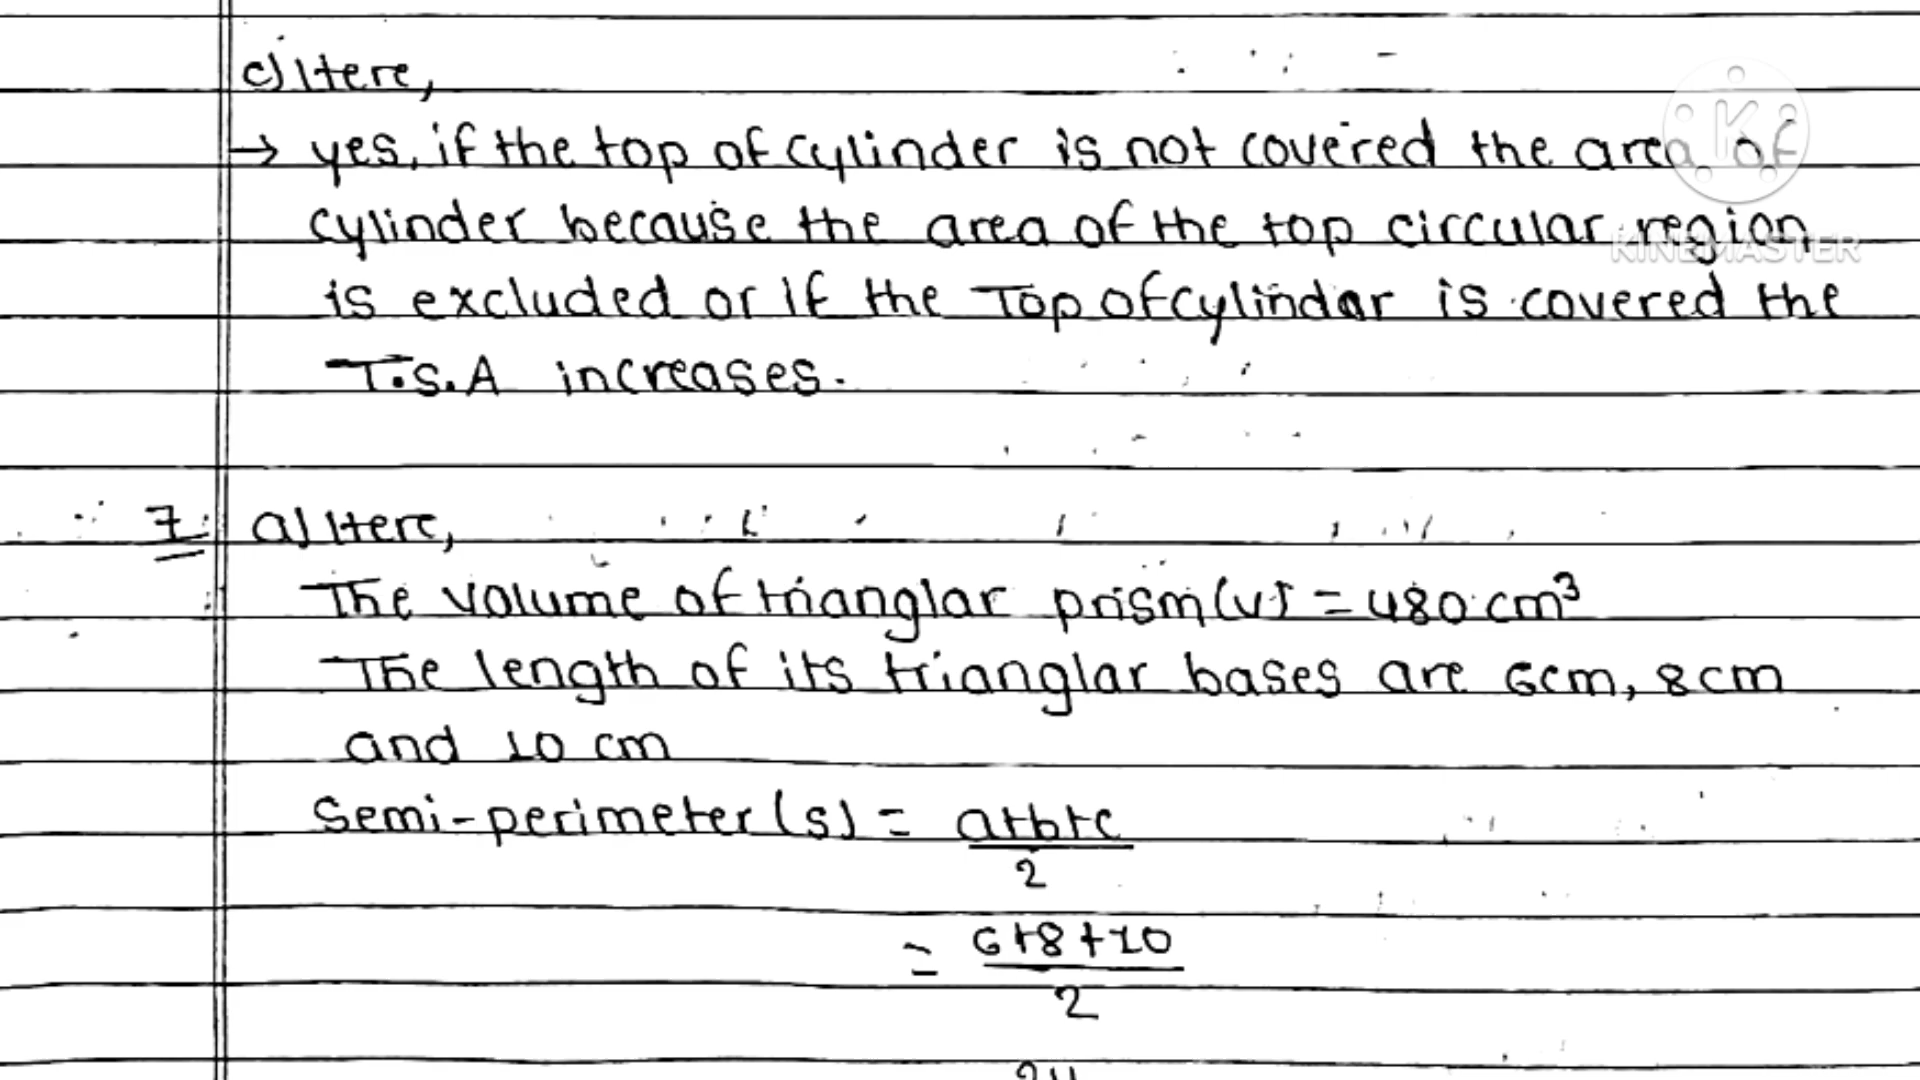 c) Here,
→ yes, if the top of cylinder is not covered the area of
cylinder because the area of the top circular region
is excluded or if the Top of cylindar is covered the
T.S.A increases.
7 a) Here,
The volume of trianglar prism (v) = 480 cm³
The length of its trianglar bases are 6cm, 8cm
and 10 cm
Semi-perimeter (s) = a+b+c
2
= 6+8+10
2
KINEMASTER